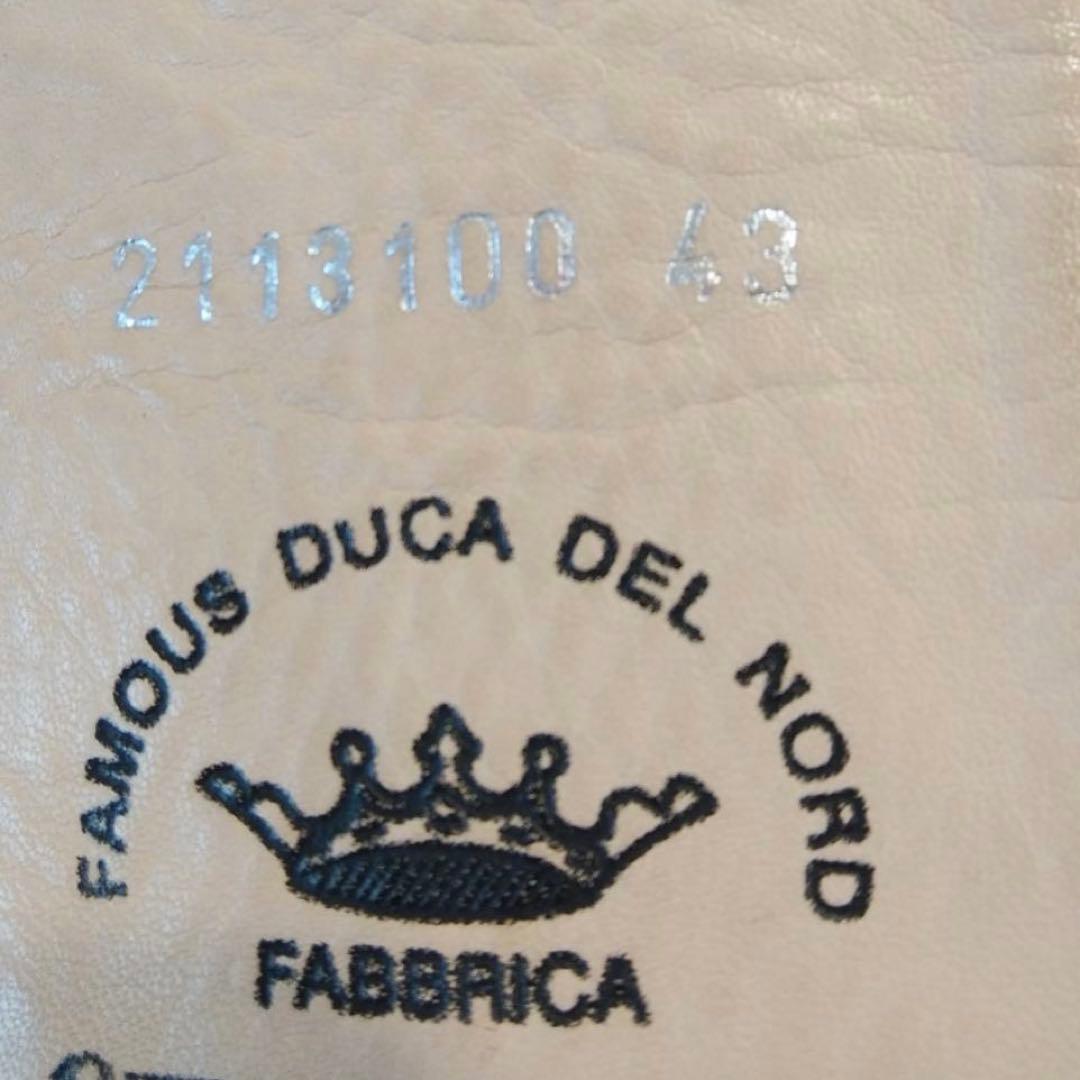 2113100 43
FAMOUS DUCA DEL NORD
FABBRICA